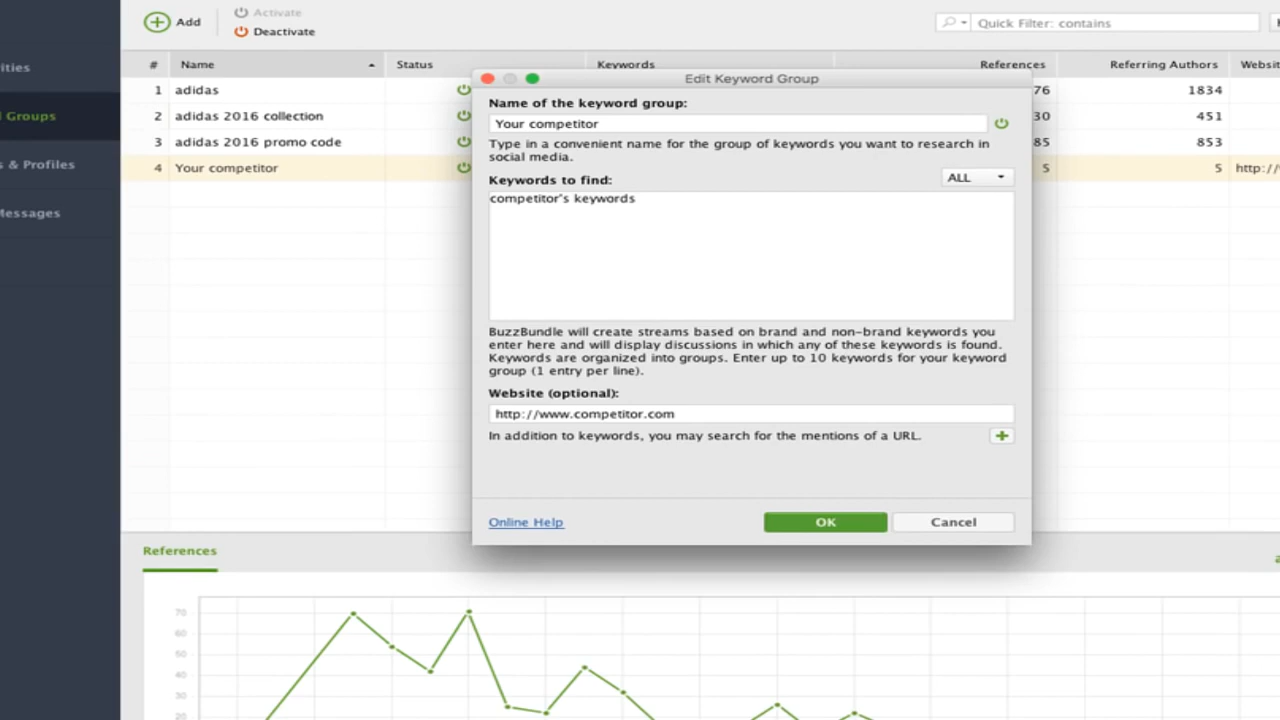 Add
Activate
Deactivate
Quick Filter: contains
# Name Status Keywords References Referring Authors
1 adidas 76 1834
2 adidas 2016 collection 30 451
3 adidas 2016 promo code 85 853
4 Your competitor 5 5 http://
ities
Groups
s & Profiles
Messages
Edit Keyword Group
Name of the keyword group:
Your competitor
Type in a convenient name for the group of keywords you want to research in
social media.
Keywords to find:
ALL
competitor's keywords
BuzzBundle will create streams based on brand and non-brand keywords you
enter here and will display discussions in which any of these keywords is found.
Keywords are organized into groups. Enter up to 10 keywords for your keyword
group (1 entry per line).
Website (optional):
http://www.competitor.com
In addition to keywords, you may search for the mentions of a URL.
Online Help
OK
Cancel
References
70
60
50
40
30
20